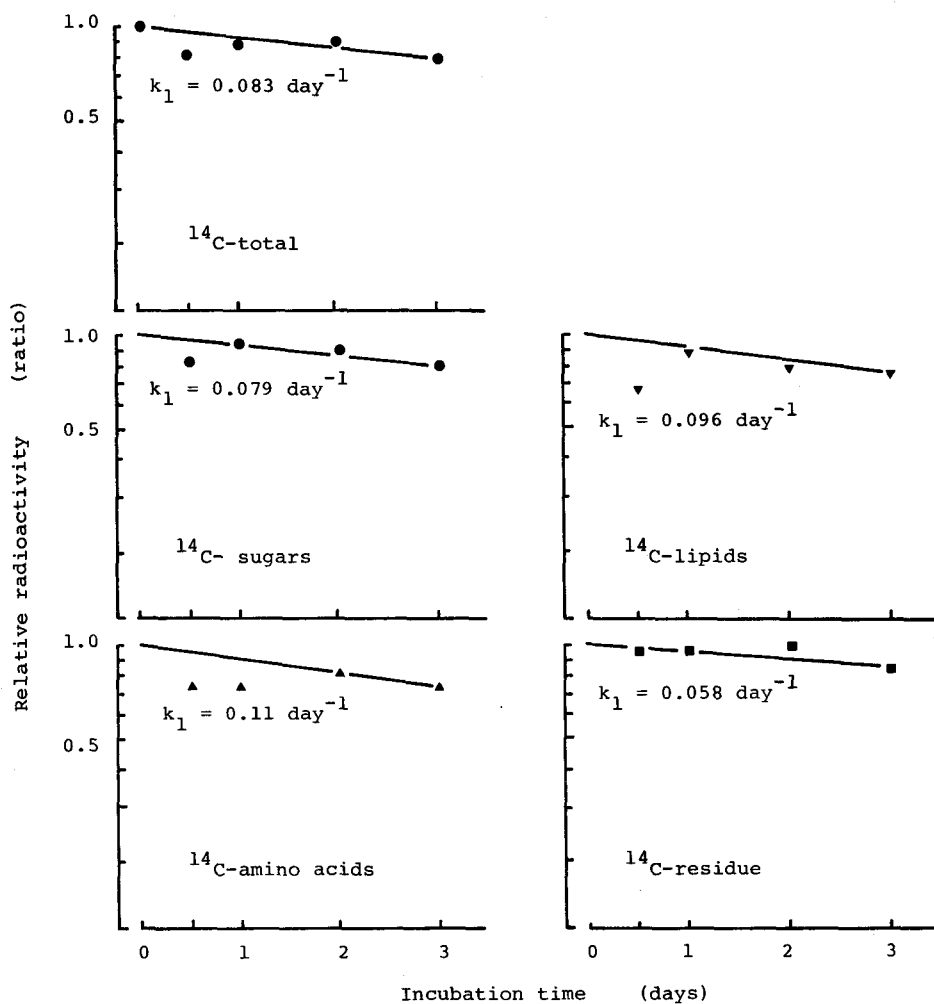 Relative radioactivity (ratio)
1.0
0.5
k₁ = 0.083 day⁻¹
¹⁴C-total
1.0
0.5
k₁ = 0.079 day⁻¹
¹⁴C- sugars
k₁ = 0.096 day⁻¹
¹⁴C-lipids
1.0
0.5
k₁ = 0.11 day⁻¹
¹⁴C-amino acids
0 1 2 3
k₁ = 0.058 day⁻¹
¹⁴C-residue
0 1 2 3
Incubation time (days)